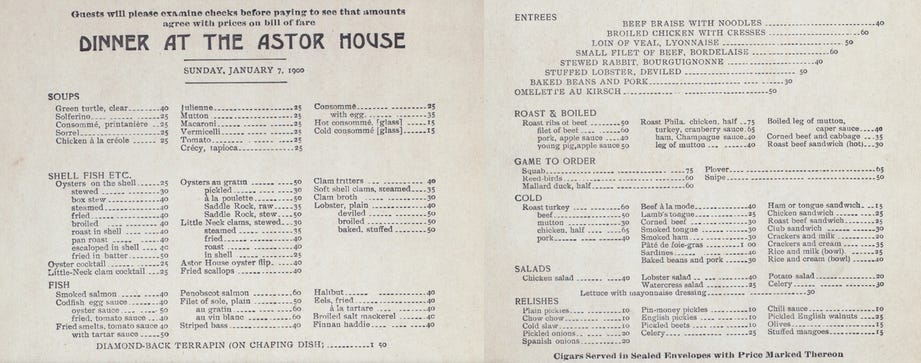 Guests will please examine checks before paying to see that amounts
agree with prices on bill of fare
DINNER AT THE ASTOR HOUSE
SUNDAY, JANUARY 7, 1900
SOUPS
Green turtle, clear 40
Solferino 25
Consommé, printanière 25
Sorrel 25
Chicken à la créole 25
Julienne 25
Mutton 25
Macaroni 25
Vermicelli 25
Tomato 25
Crécy, tapioca 25
Consommé 25
with egg 35
Hot consommé, [glass] 15
Cold consommé [glass] 15
SHELL FISH ETC.
Oysters on the shell 25
stewed 30
box stew 40
steamed 40
fried 40
broiled 40
roast in shell 40
pan roast 40
escaloped in shell 40
fried in batter 50
Oyster cocktail 25
Little-Neck clam cocktail 25
Oysters au gratin 50
pickled 30
à la poulette 50
Saddle Rock, raw 35
Saddle Rock, stew 50
Little Neck clams, stewed 30
steamed 35
fried 40
roast 40
in shell 25
Astor House oyster flip 40
Fried scallops 40
Clam fritters 40
Soft shell clams, steamed 35
Clam broth 30
Lobster, plain 40
deviled 50
broiled 50
baked, stuffed 50
FISH
Smoked salmon 40
Codfish egg sauce 40
oyster sauce 50
fried, tomato sauce 40
Fried smelts, tomato sauce 40
with tartar sauce 50
Penobscot salmon 60
Filet of sole, plain 50
au gratin 60
au vin blanc 60
Striped bass 40
Halibut 40
Eels, fried 40
à la tartare 40
Broiled salt mackerel 40
Finnan haddie 40
DIAMOND-BACK TERRAPIN (ON CHAFING DISH) 1 50
ENTREES
BEEF BRAISE WITH NOODLES 40
BROILED CHICKEN WITH CRESSES 60
LOIN OF VEAL, LYONNAISE 50
SMALL FILET OF BEEF, BORDELAISE 60
STEWED RABBIT, BOURGUIGNONNE 40
STUFFED LOBSTER, DEVILED 50
BAKED BEANS AND PORK 30
OMELETTE AU KIRSCH 50
ROAST & BOILED
Roast ribs of beef 50
filet of beef 60
pork, apple sauce 40
young pig, apple sauce 50
Roast Phila. chicken, half 75
turkey, cranberry sauce 65
ham, Champagne sauce 40
leg of mutton 40
Boiled leg of mutton,
caper sauce 40
Corned beef and cabbage 35
Roast beef sandwich (hot) 30
GAME TO ORDER
Squab 75
Reed-birds 60
Mallard duck, half 60
Plover 65
Snipe 50
COLD
Roast turkey 60
beef 50
mutton 30
chicken, half 65
pork 40
Beef à la mode 40
Lamb's tongue 25
Corned beef 30
Smoked tongue 30
Smoked ham 30
Pâté de foie-gras 1 00
Sardines 40
Baked beans and pork 30
Ham or tongue sandwich 15
Chicken sandwich 25
Roast beef sandwich 25
Club sandwich 30
Crackers and milk 20
Crackers and cream 35
Rice and milk (bowl) 25
Rice and cream (bowl) 40
SALADS
Chicken salad 40
Lobster salad 40
Watercress salad 25
Potato salad 20
Celery 30
Lettuce with mayonnaise dressing 30
RELISHES
Plain pickles 10
Chow chow 10
Cold slaw 10
Pickled onions 20
Spanish onions 20
Pin-money pickles 10
English pickles 10
Pickled beets 10
Celery 25
Chili sauce 10
Pickled English walnuts 25
Olives 15
Stuffed mangoes 15
Cigars Served in Sealed Envelopes with Price Marked Thereon